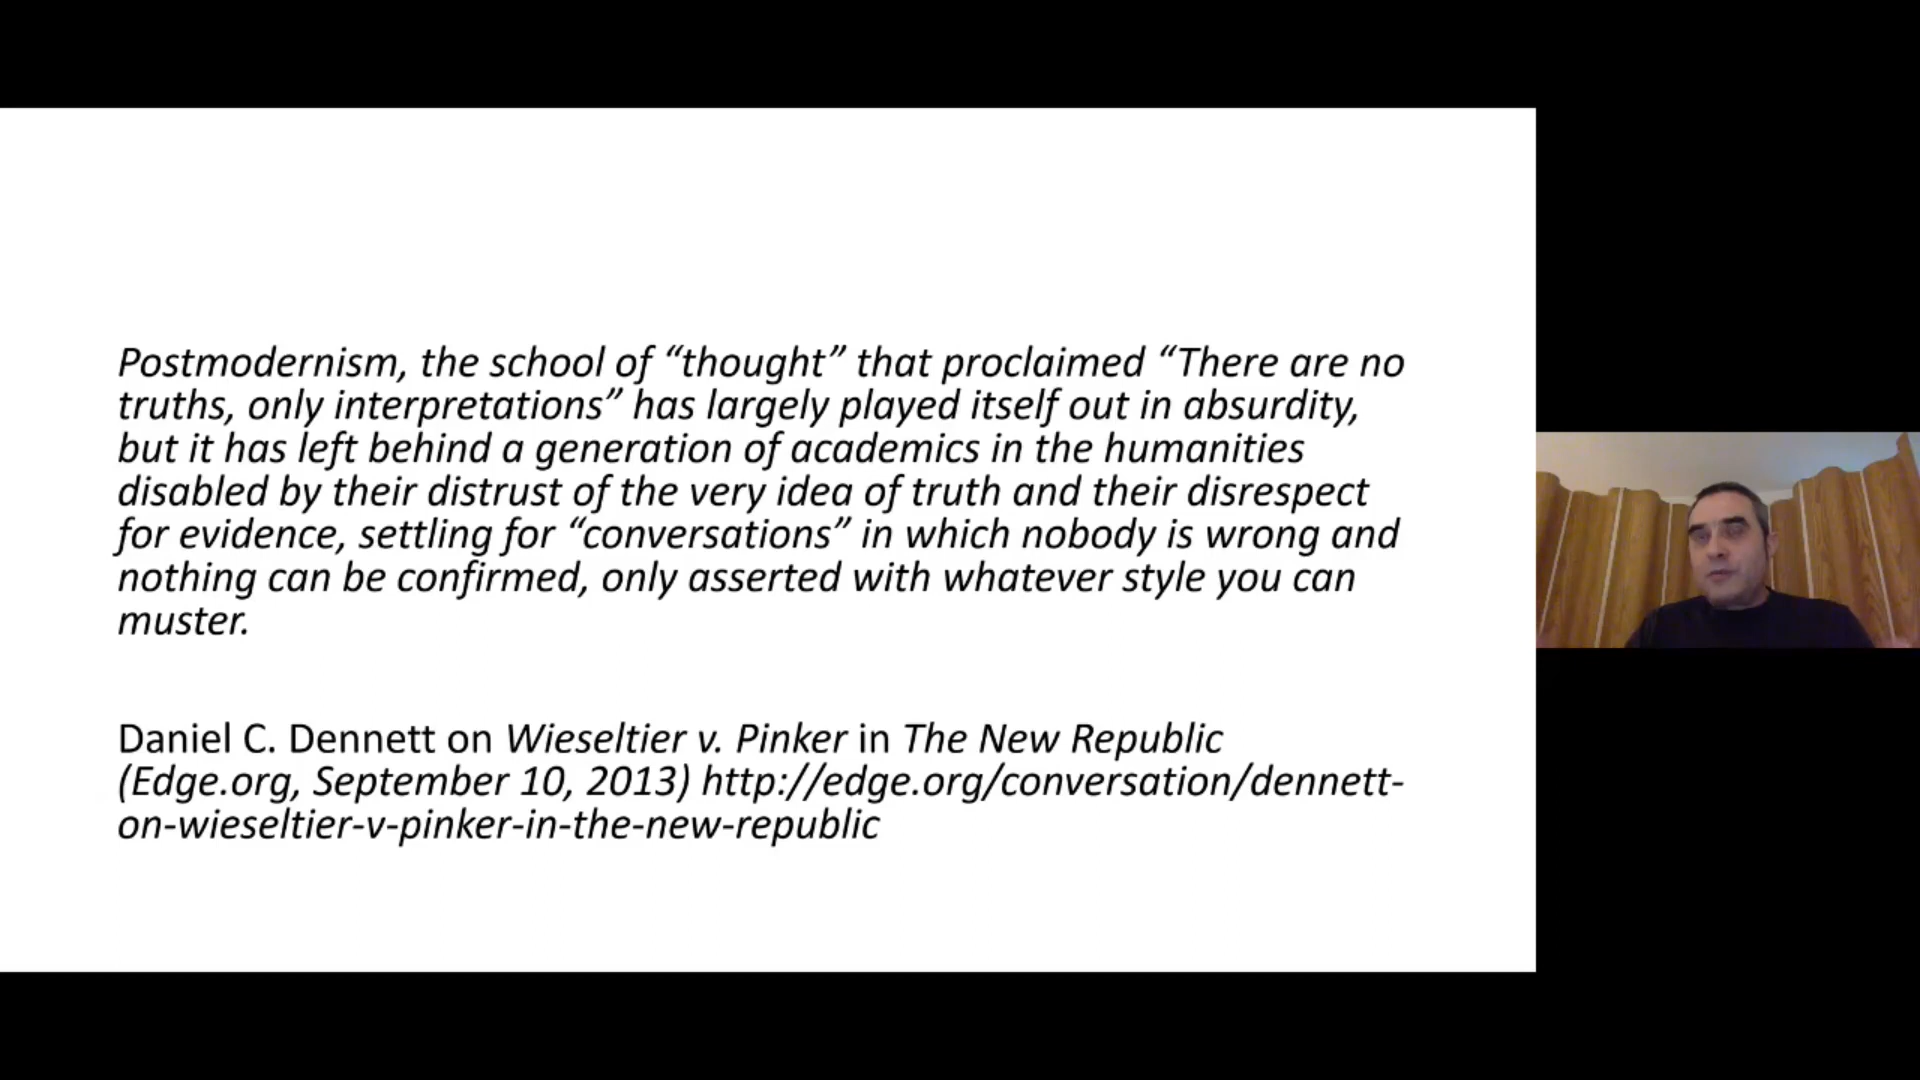 Postmodernism, the school of “thought” that proclaimed “There are no
truths, only interpretations” has largely played itself out in absurdity,
but it has left behind a generation of academics in the humanities
disabled by their distrust of the very idea of truth and their disrespect
for evidence, settling for “conversations” in which nobody is wrong and
nothing can be confirmed, only asserted with whatever style you can
muster.
Daniel C. Dennett on Wieseltier v. Pinker in The New Republic
(Edge.org, September 10, 2013) http://edge.org/conversation/dennett-
on-wieseltier-v-pinker-in-the-new-republic